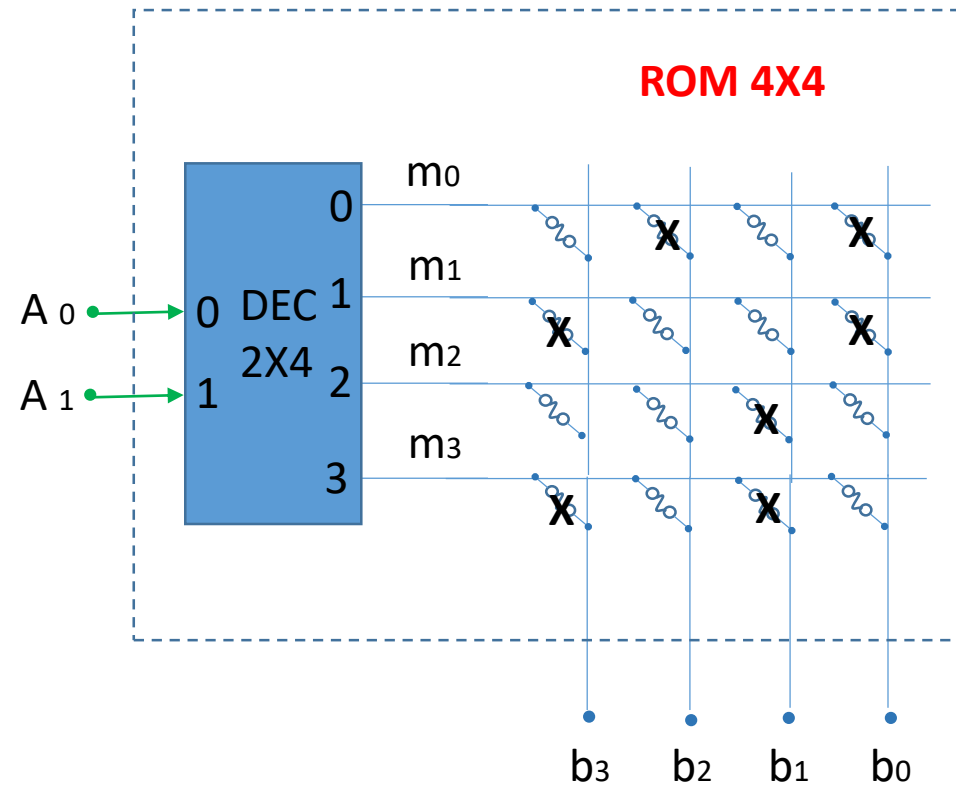 ROM 4X4
m0
0
m1
A 0
0 DEC 1
2X4
m2
A 1
1
2
m3
3
X X
X X
X
X X
b3 b2 b1 b0